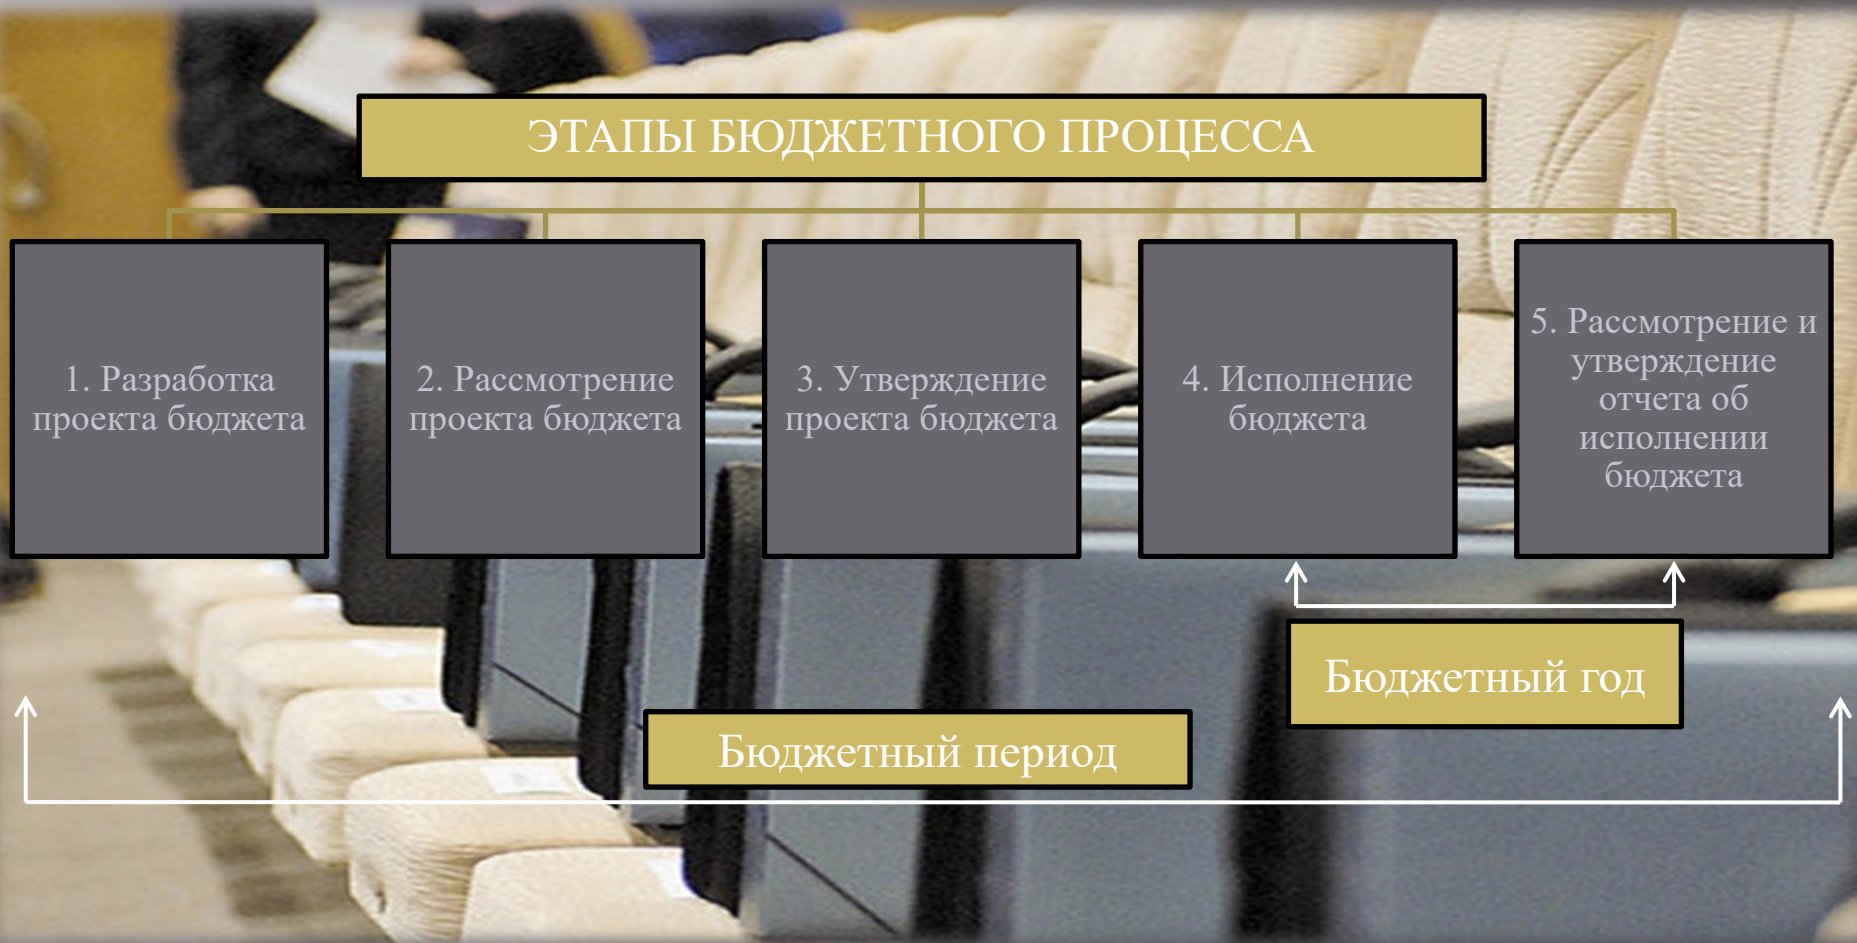 ЭТАПЫ БЮДЖЕТНОГО ПРОЦЕССА
1. Разработка
проекта бюджета
2. Рассмотрение
проекта бюджета
3. Утверждение
проекта бюджета
4. Исполнение
бюджета
5. Рассмотрение и
утверждение
отчета об
исполнении
бюджета
Бюджетный год
Бюджетный период